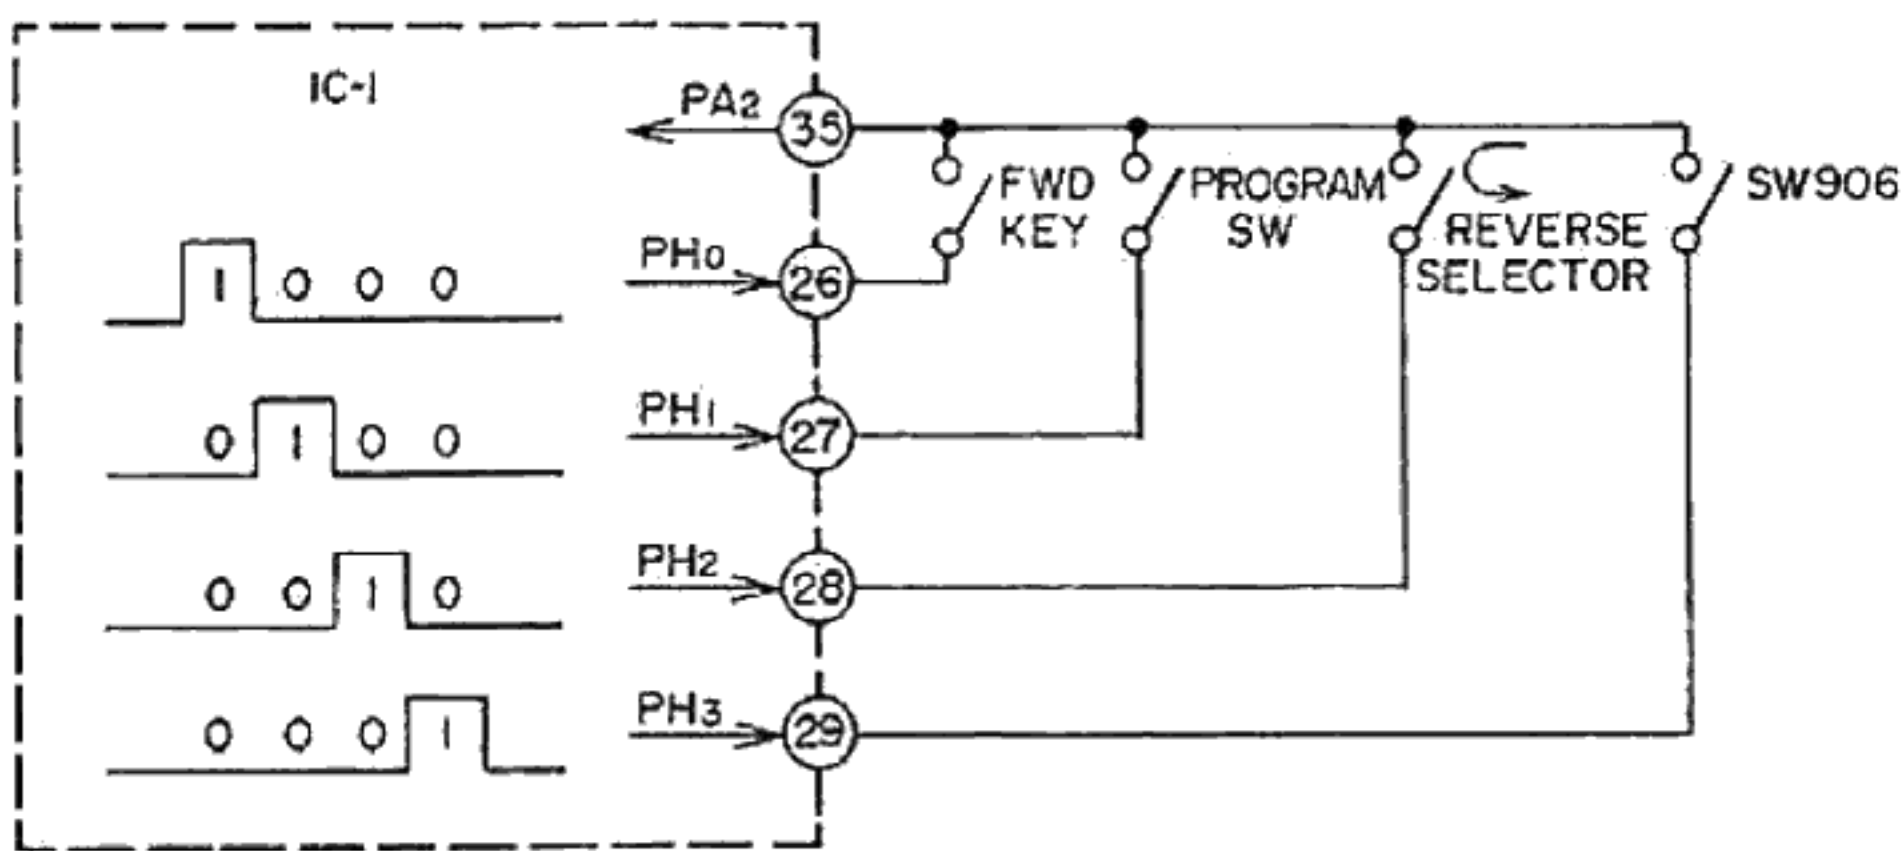 IC-1
PA2
35
FWD
KEY
PROGRAM
SW
REVERSE
SELECTOR
SW906
1 0 0 0
PH0
26
0 1 0 0
PH1
27
0 0 1 0
PH2
28
0 0 0 1
PH3
29